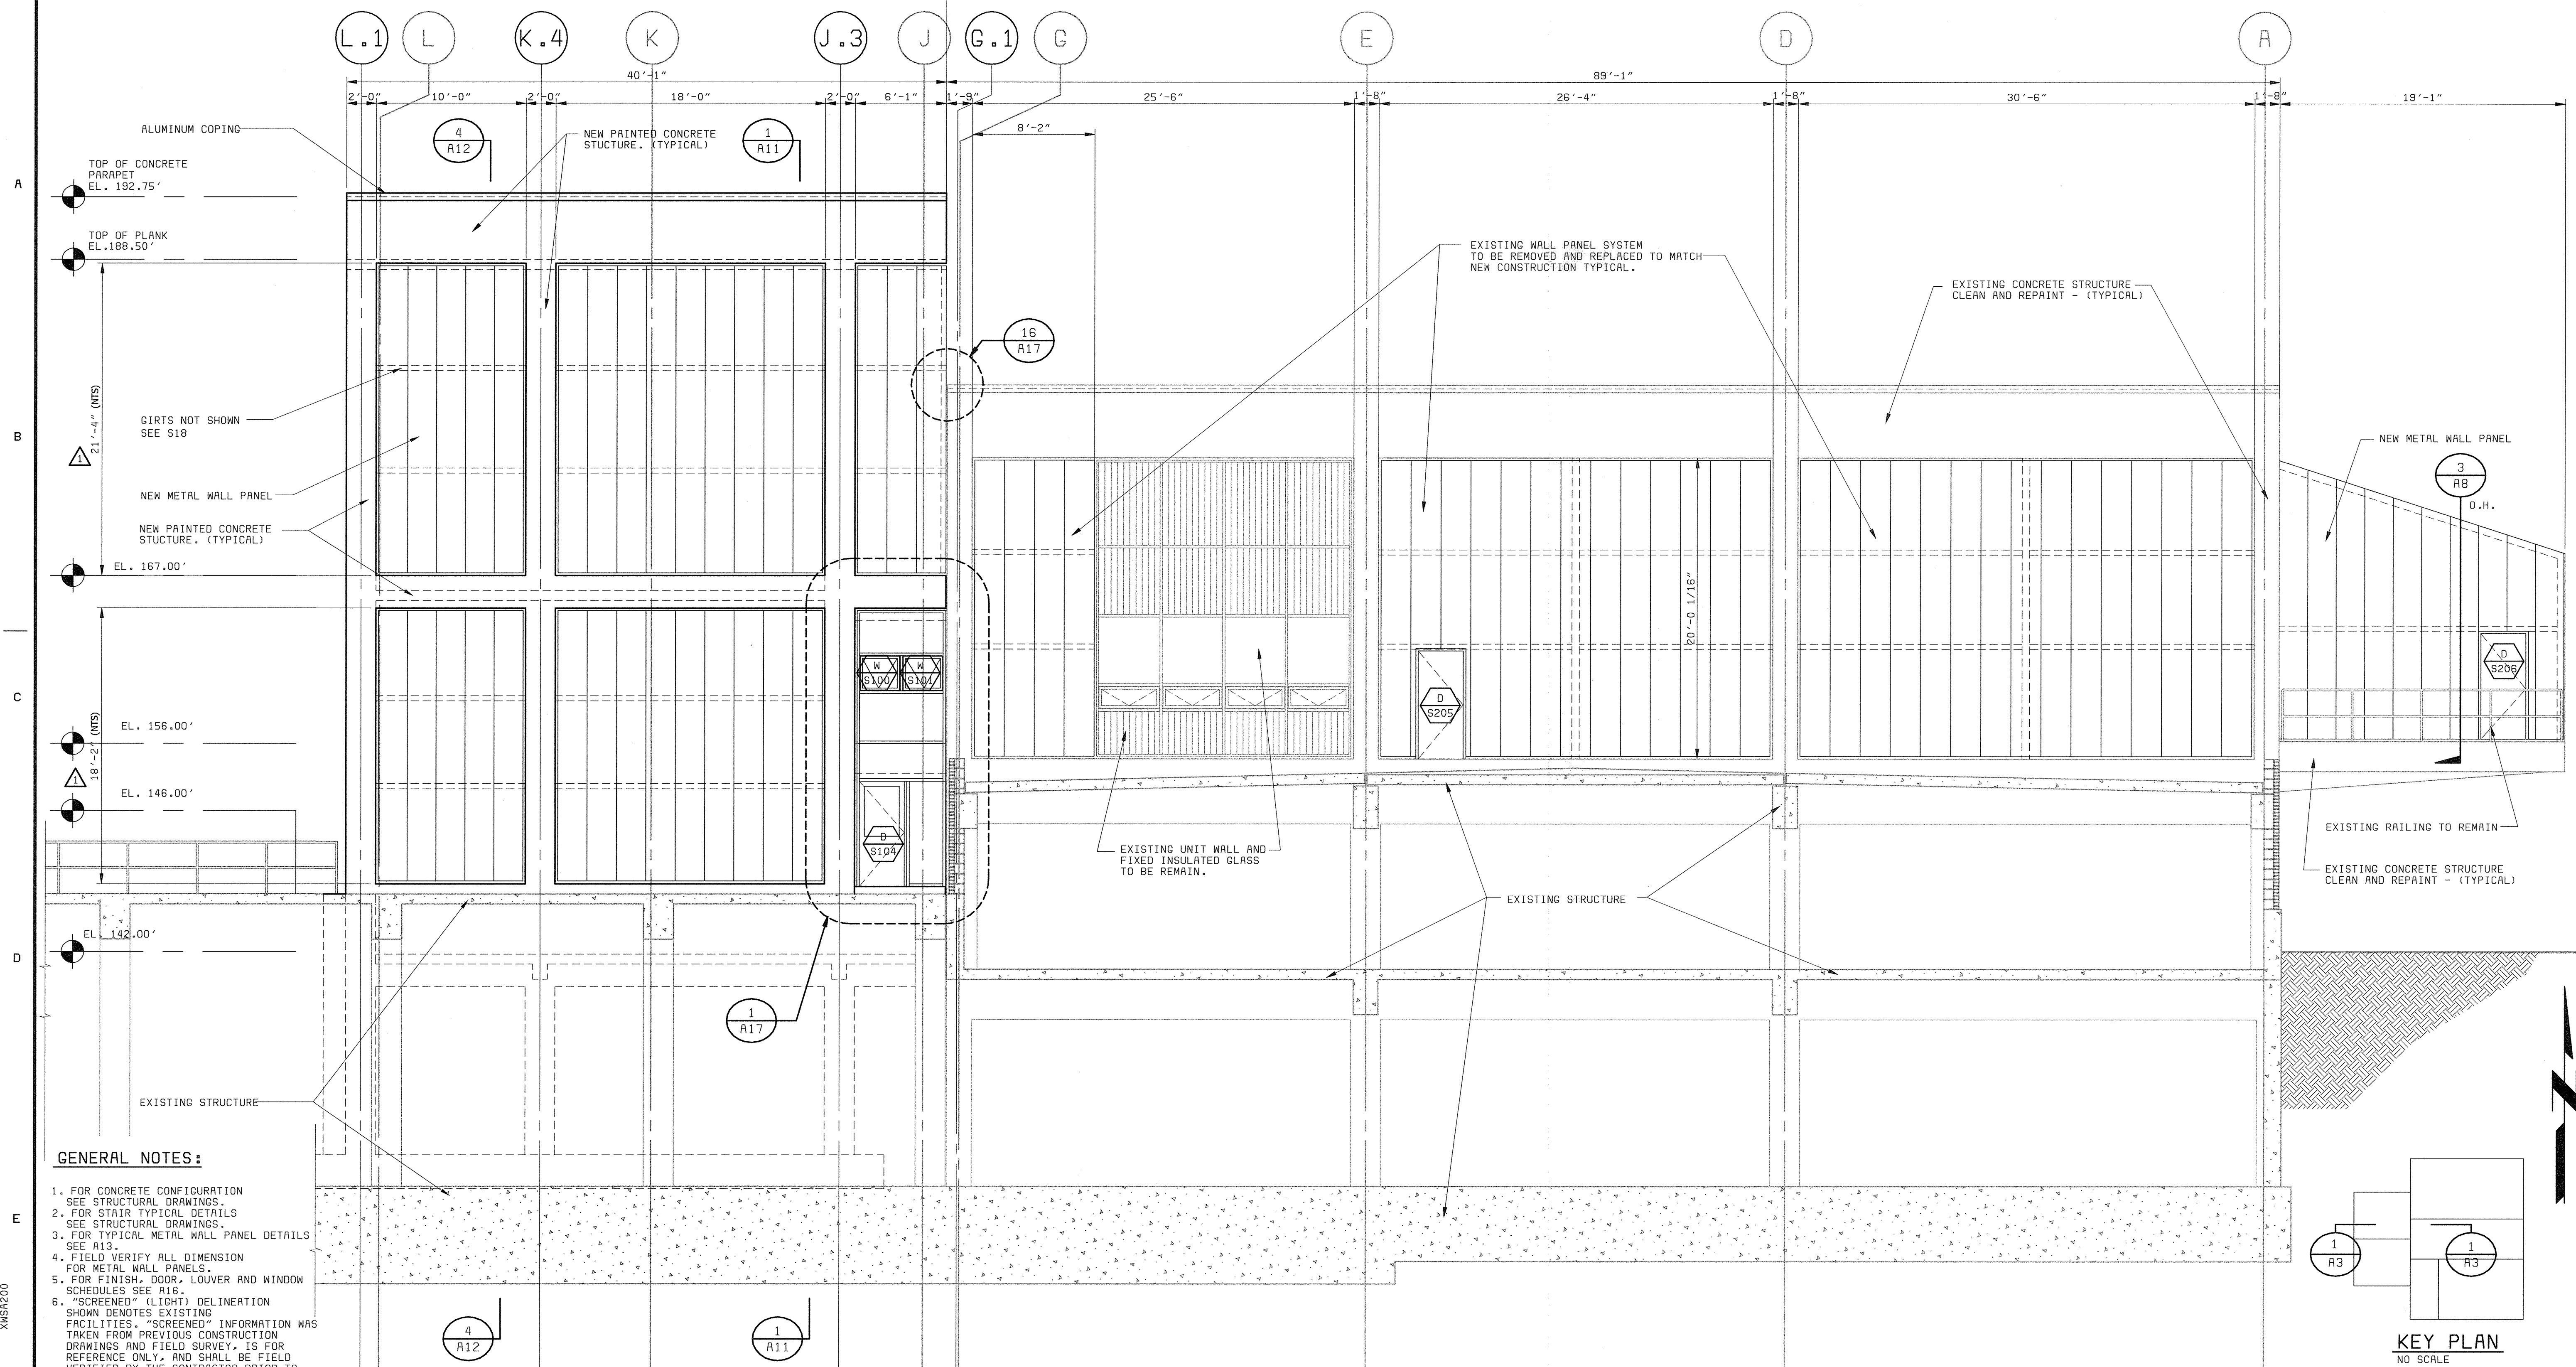 L.1 L K.4 K J.3 J G.1 G E D A
40'-1" 89'-1"
2'-0" 10'-0" 2'-0" 18'-0" 2'-0" 6'-1" 1'-9" 25'-6" 1'-8" 26'-4" 1'-8" 30'-6" 1'-8" 19'-1"
8'-2"
ALUMINUM COPING
4
A12
NEW PAINTED CONCRETE
STUCTURE. (TYPICAL)
1
A11
A
TOP OF CONCRETE
PARAPET
EL. 192.75'
TOP OF PLANK
EL.188.50'
EXISTING WALL PANEL SYSTEM
TO BE REMOVED AND REPLACED TO MATCH
NEW CONSTRUCTION TYPICAL.
EXISTING CONCRETE STRUCTURE
CLEAN AND REPAINT - (TYPICAL)
16
A17
B
1
21'-4" (NTS)
GIRTS NOT SHOWN
SEE S18
NEW METAL WALL PANEL
NEW METAL WALL PANEL
3
A8
O.H.
NEW PAINTED CONCRETE
STUCTURE. (TYPICAL)
EL. 167.00'
20'-0 1/16"
C
W
S100
W
S101
D
S205
D
S206
EL. 156.00'
1
18'-2" (NTS)
EL. 146.00'
D
S104
EXISTING UNIT WALL AND
FIXED INSULATED GLASS
TO BE REMAIN.
EXISTING RAILING TO REMAIN
EXISTING CONCRETE STRUCTURE
CLEAN AND REPAINT - (TYPICAL)
EXISTING STRUCTURE
EL. 142.00'
D
1
A17
EXISTING STRUCTURE
GENERAL NOTES:
1. FOR CONCRETE CONFIGURATION
SEE STRUCTURAL DRAWINGS.
2. FOR STAIR TYPICAL DETAILS
SEE STRUCTURAL DRAWINGS.
3. FOR TYPICAL METAL WALL PANEL DETAILS
SEE A13.
4. FIELD VERIFY ALL DIMENSION
FOR METAL WALL PANELS.
5. FOR FINISH, DOOR, LOUVER AND WINDOW
SCHEDULES SEE A16.
6. "SCREENED" (LIGHT) DELINEATION
SHOWN DENOTES EXISTING
FACILITIES. "SCREENED" INFORMATION WAS
TAKEN FROM PREVIOUS CONSTRUCTION
DRAWINGS AND FIELD SURVEY, IS FOR
REFERENCE ONLY, AND SHALL BE FIELD
VERIFIED BY THE CONTRACTOR PRIOR TO
E
XWSA200
4
A12
1
A11
1
A3
1
A3
N
KEY PLAN
NO SCALE